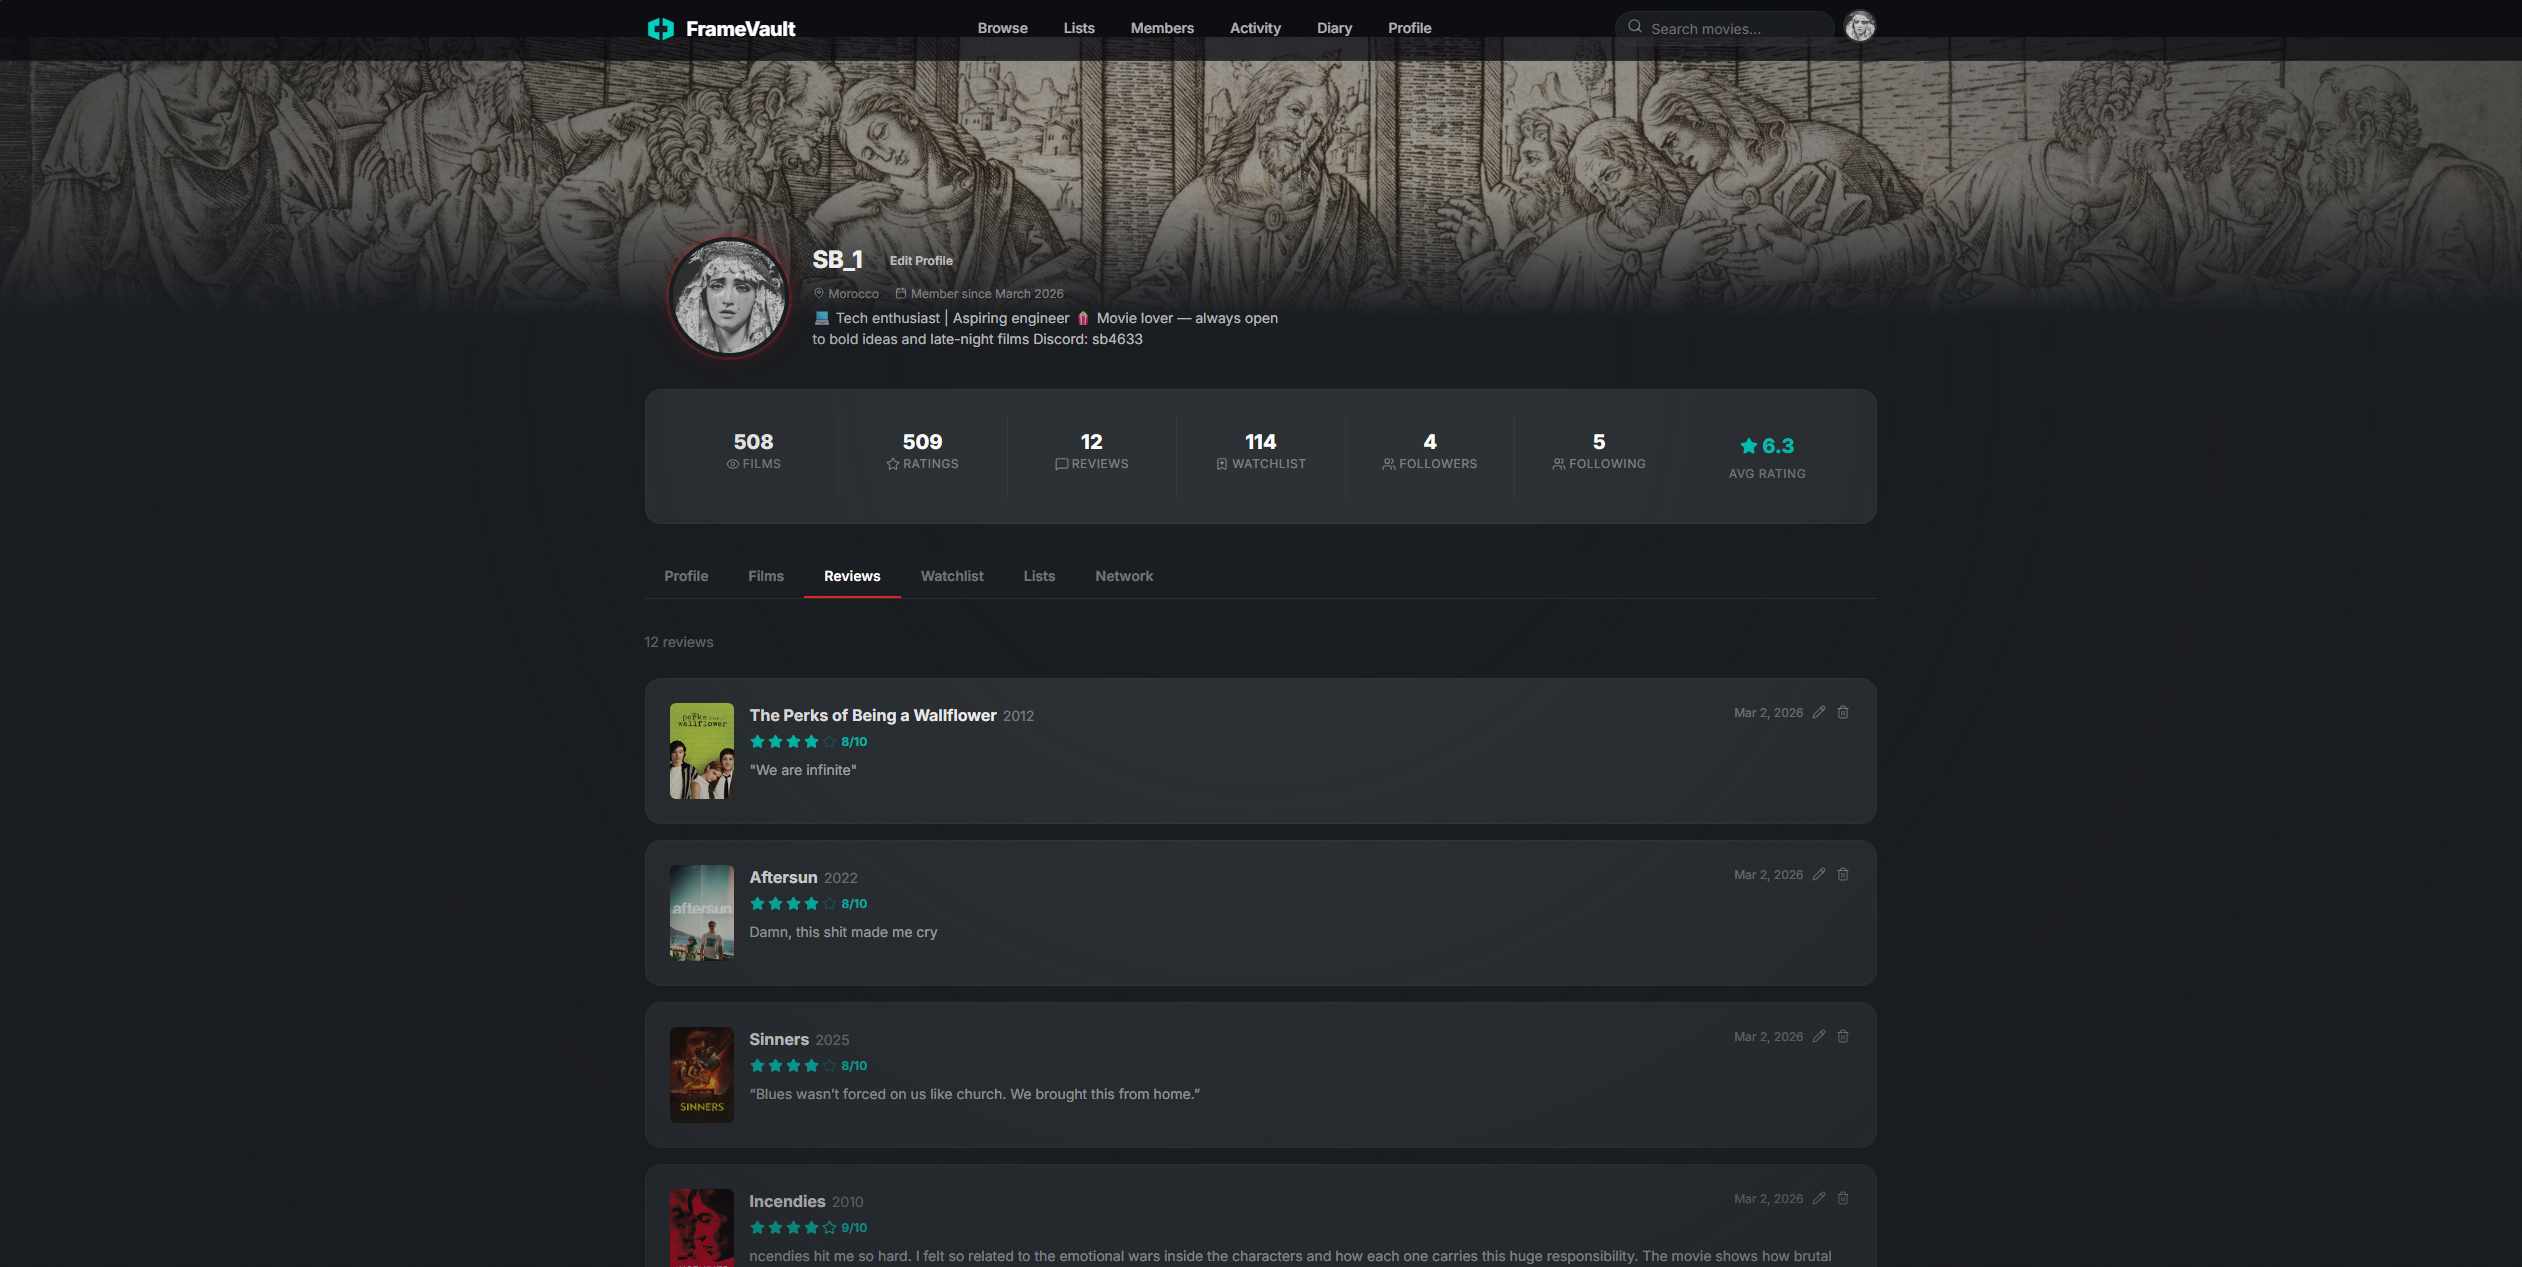 FrameVault
Browse Lists Members Activity Diary Profile
Search movies...
SB_1 Edit Profile
Morocco Member since March 2026
💻 Tech enthusiast | Aspiring engineer 🍿 Movie lover — always open
to bold ideas and late-night films Discord: sb4633
508 509 12 114 4 5 6.3
FILMS RATINGS REVIEWS WATCHLIST FOLLOWERS FOLLOWING AVG RATING
Profile Films Reviews Watchlist Lists Network
12 reviews
The Perks of Being a Wallflower 2012 Mar 2, 2026
8/10
"We are infinite"
perks
wallflower
Aftersun 2022 Mar 2, 2026
8/10
Damn, this shit made me cry
aftersun
Sinners 2025 Mar 2, 2026
8/10
“Blues wasn’t forced on us like church. We brought this from home.”
SINNERS
Incendies 2010 Mar 2, 2026
9/10
ncendies hit me so hard. I felt so related to the emotional wars inside the characters and how each one carries this huge responsibility. The movie shows how brutal